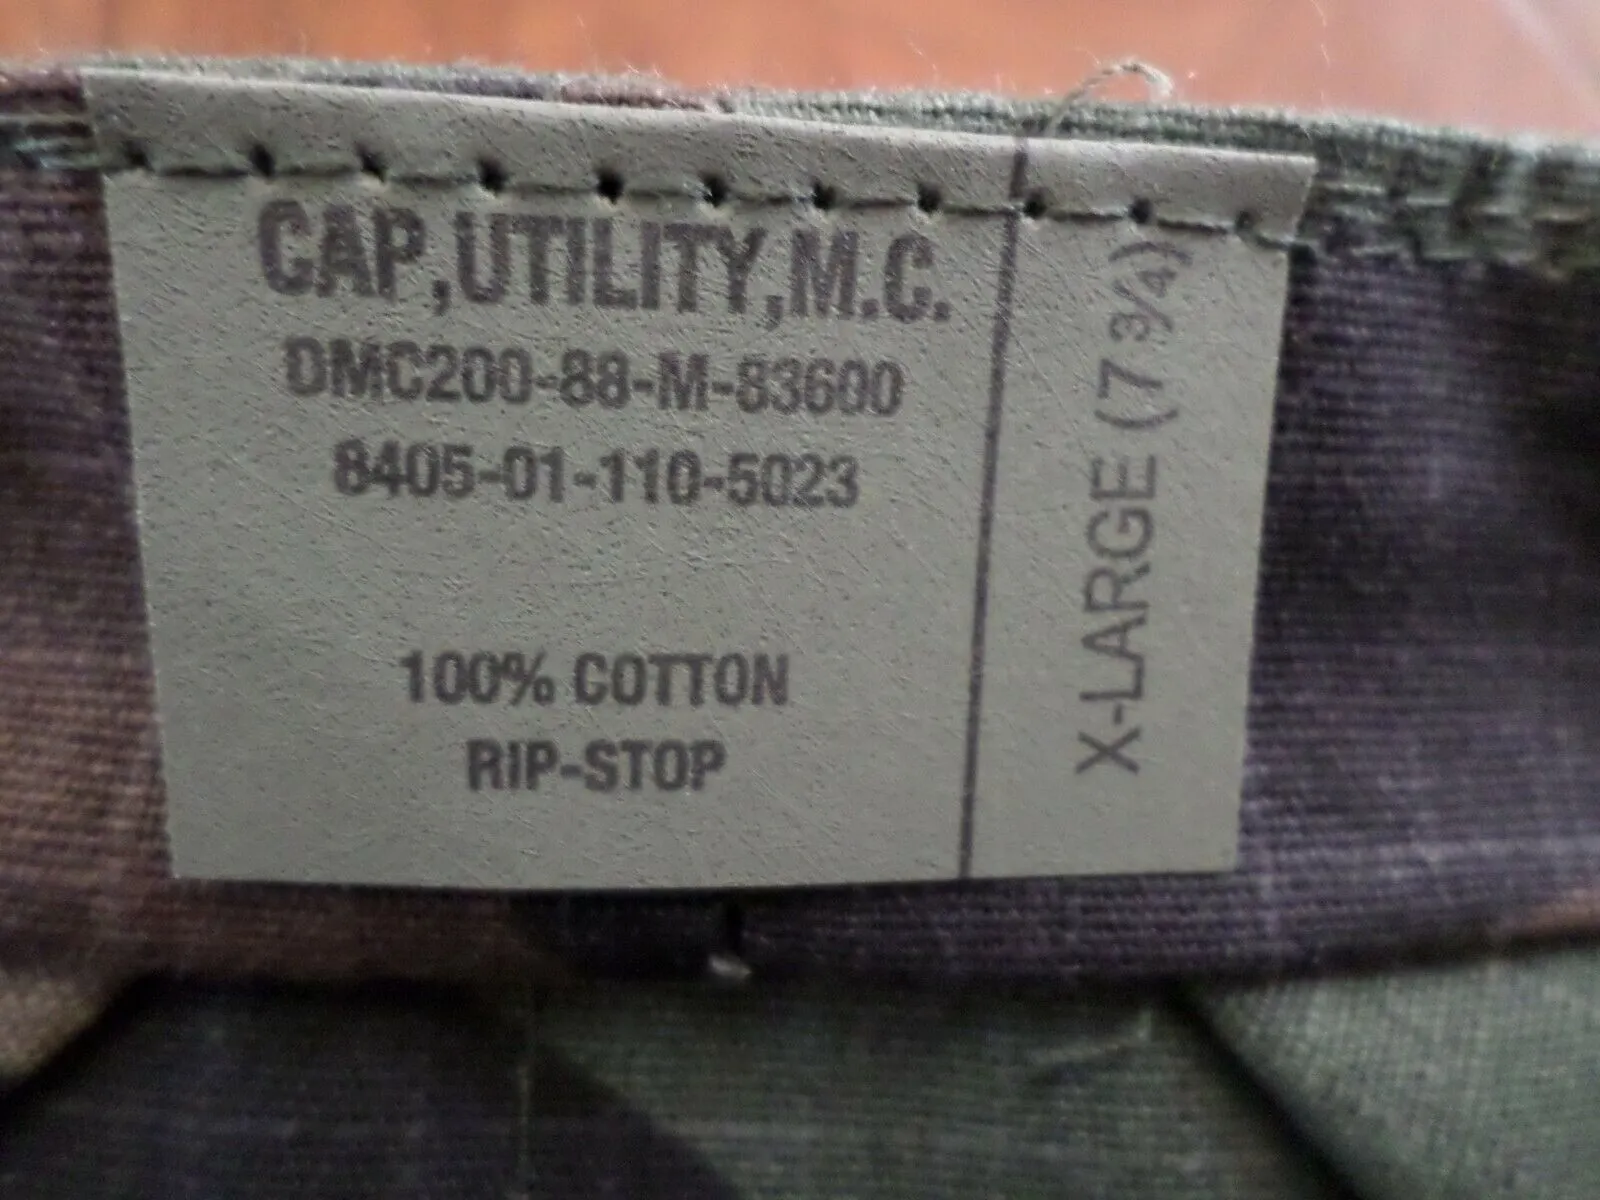 CAP,UTILITY,M.C.
DMC200-88-M-83600
8405-01-110-5023
100% COTTON
RIP-STOP
X-LARGE (7 3/4)